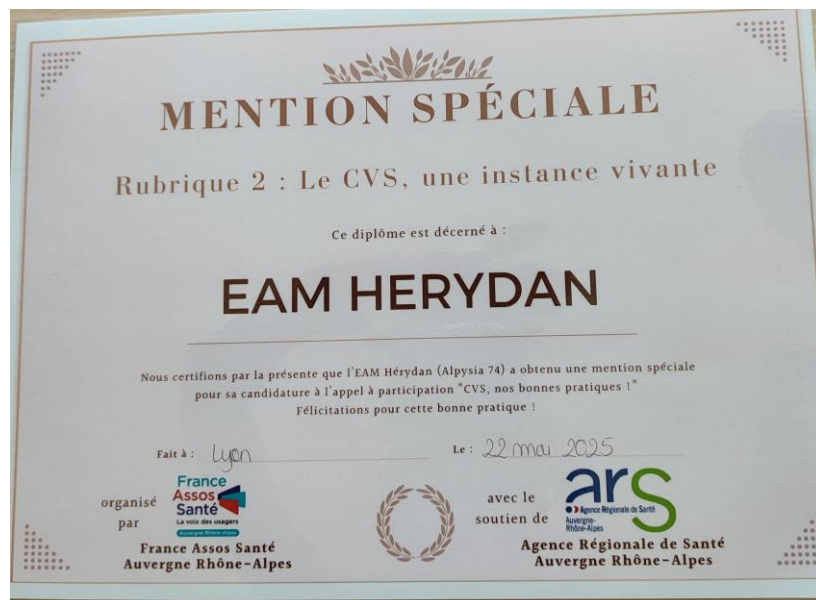 MENTION SPÉCIALE
Rubrique 2 : Le CVS, une instance vivante
Ce diplôme est décerné à :
EAM HERYDAN
Nous certifions par la présente que l'EAM Hérydan (Alpysia 74) a obtenu une mention spéciale
pour sa candidature à l'appel à participation "CVS, nos bonnes pratiques !"
Félicitations pour cette bonne pratique !
Fait à : Lyon
Le : 22 mai 2025
organisé
par
France
Assos
Santé
La voix des usagers
Auvergne-Rhône-Alpes
France Assos Santé
Auvergne Rhône-Alpes
avec le
soutien de
ars
Agence Régionale de Santé
Auvergne-
Rhône-Alpes
Agence Régionale de Santé
Auvergne Rhône-Alpes